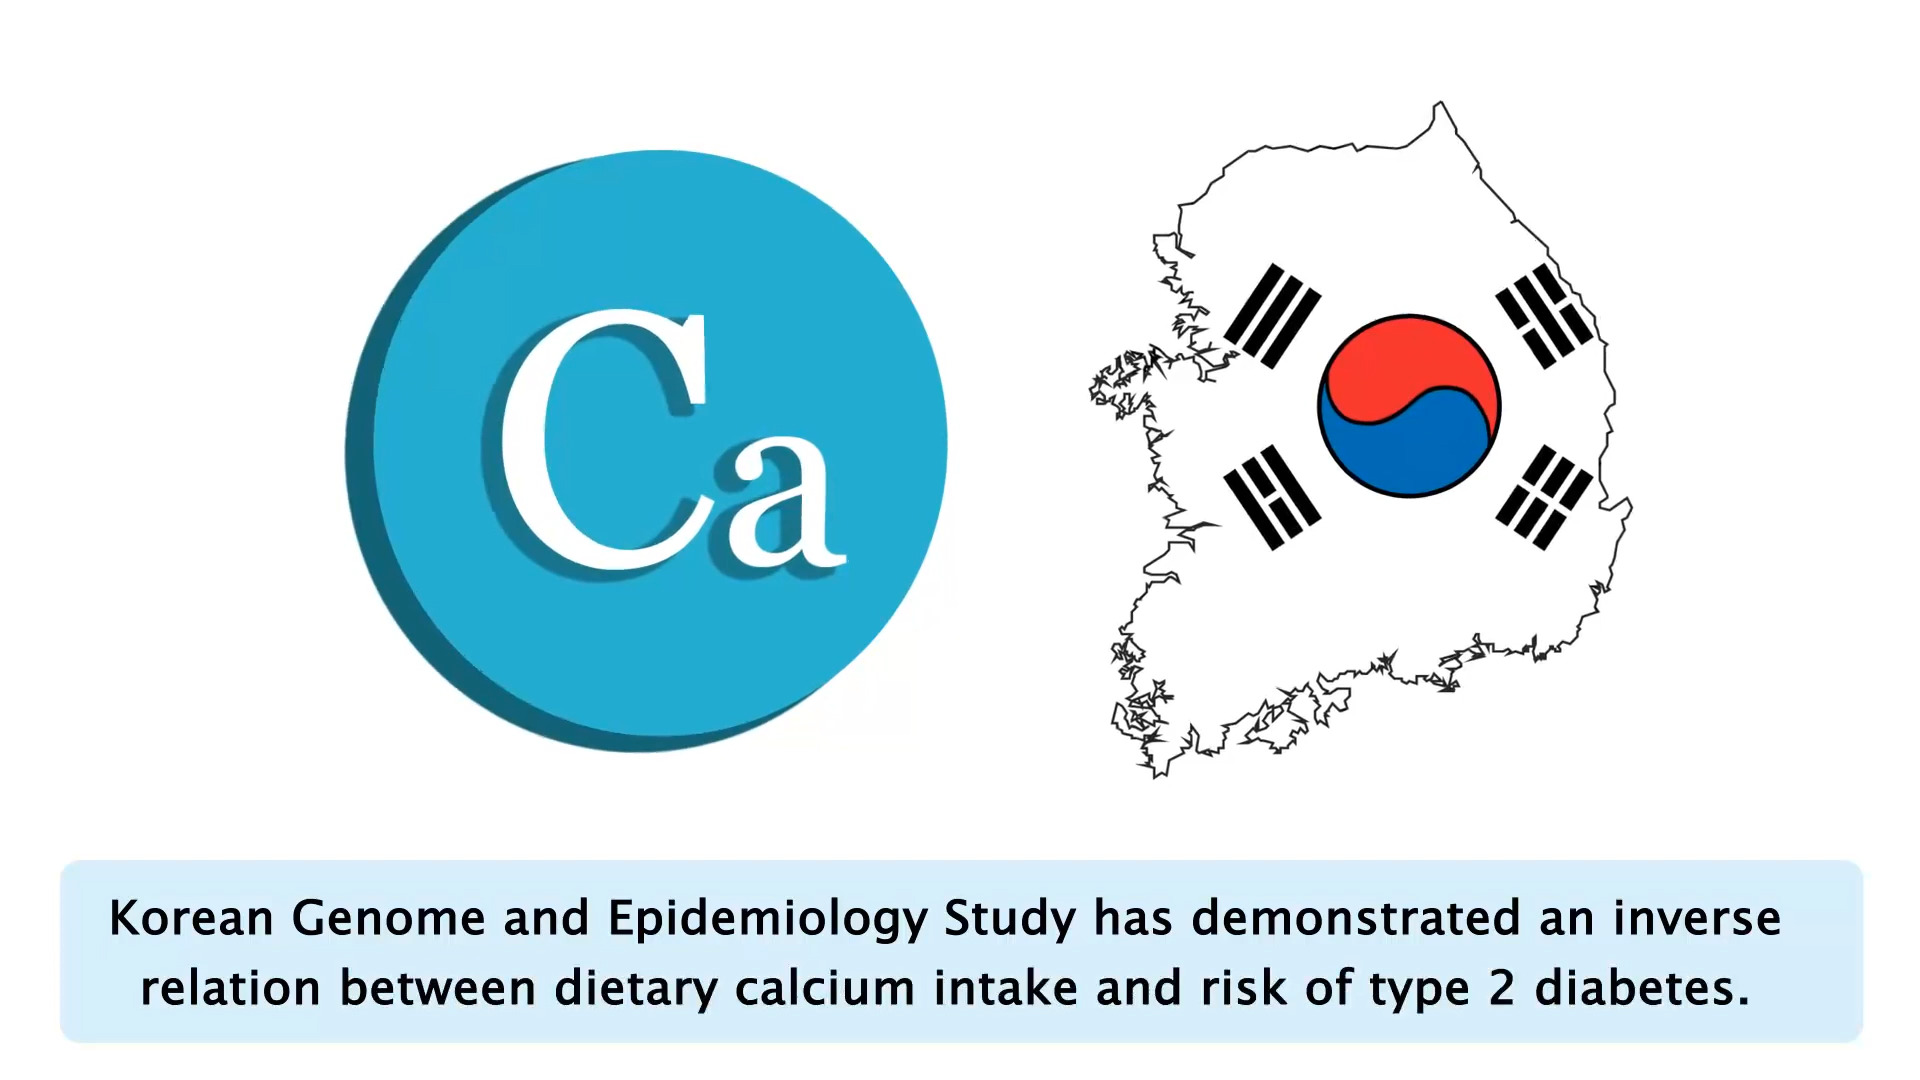 Ca
Korean Genome and Epidemiology Study has demonstrated an inverse
relation between dietary calcium intake and risk of type 2 diabetes.